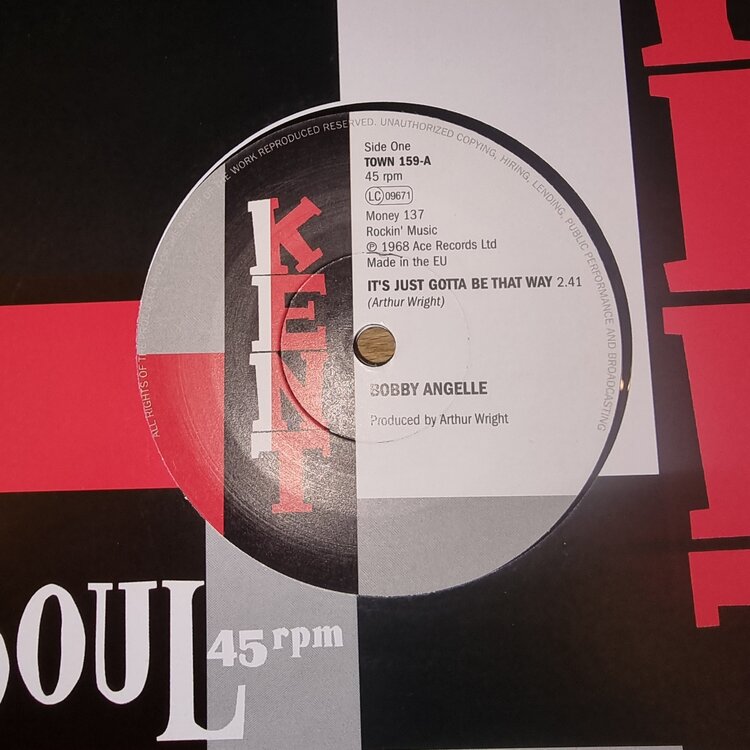 Side One
TOWN 159-A
45 rpm
LC 09671
Money 137
Rockin' Music
℗ 1968 Ace Records Ltd
Made in the EU
IT'S JUST GOTTA BE THAT WAY 2.41
(Arthur Wright)
BOBBY ANGELLE
Produced by Arthur Wright
KENT
ALL RIGHTS OF THE
WORK REPRODUCED RESERVED. UNAUTHORIZED COPYING, HIRING, LENDING, PUBLIC PERFORMANCE AND BROADCASTING
OUL
45 rpm